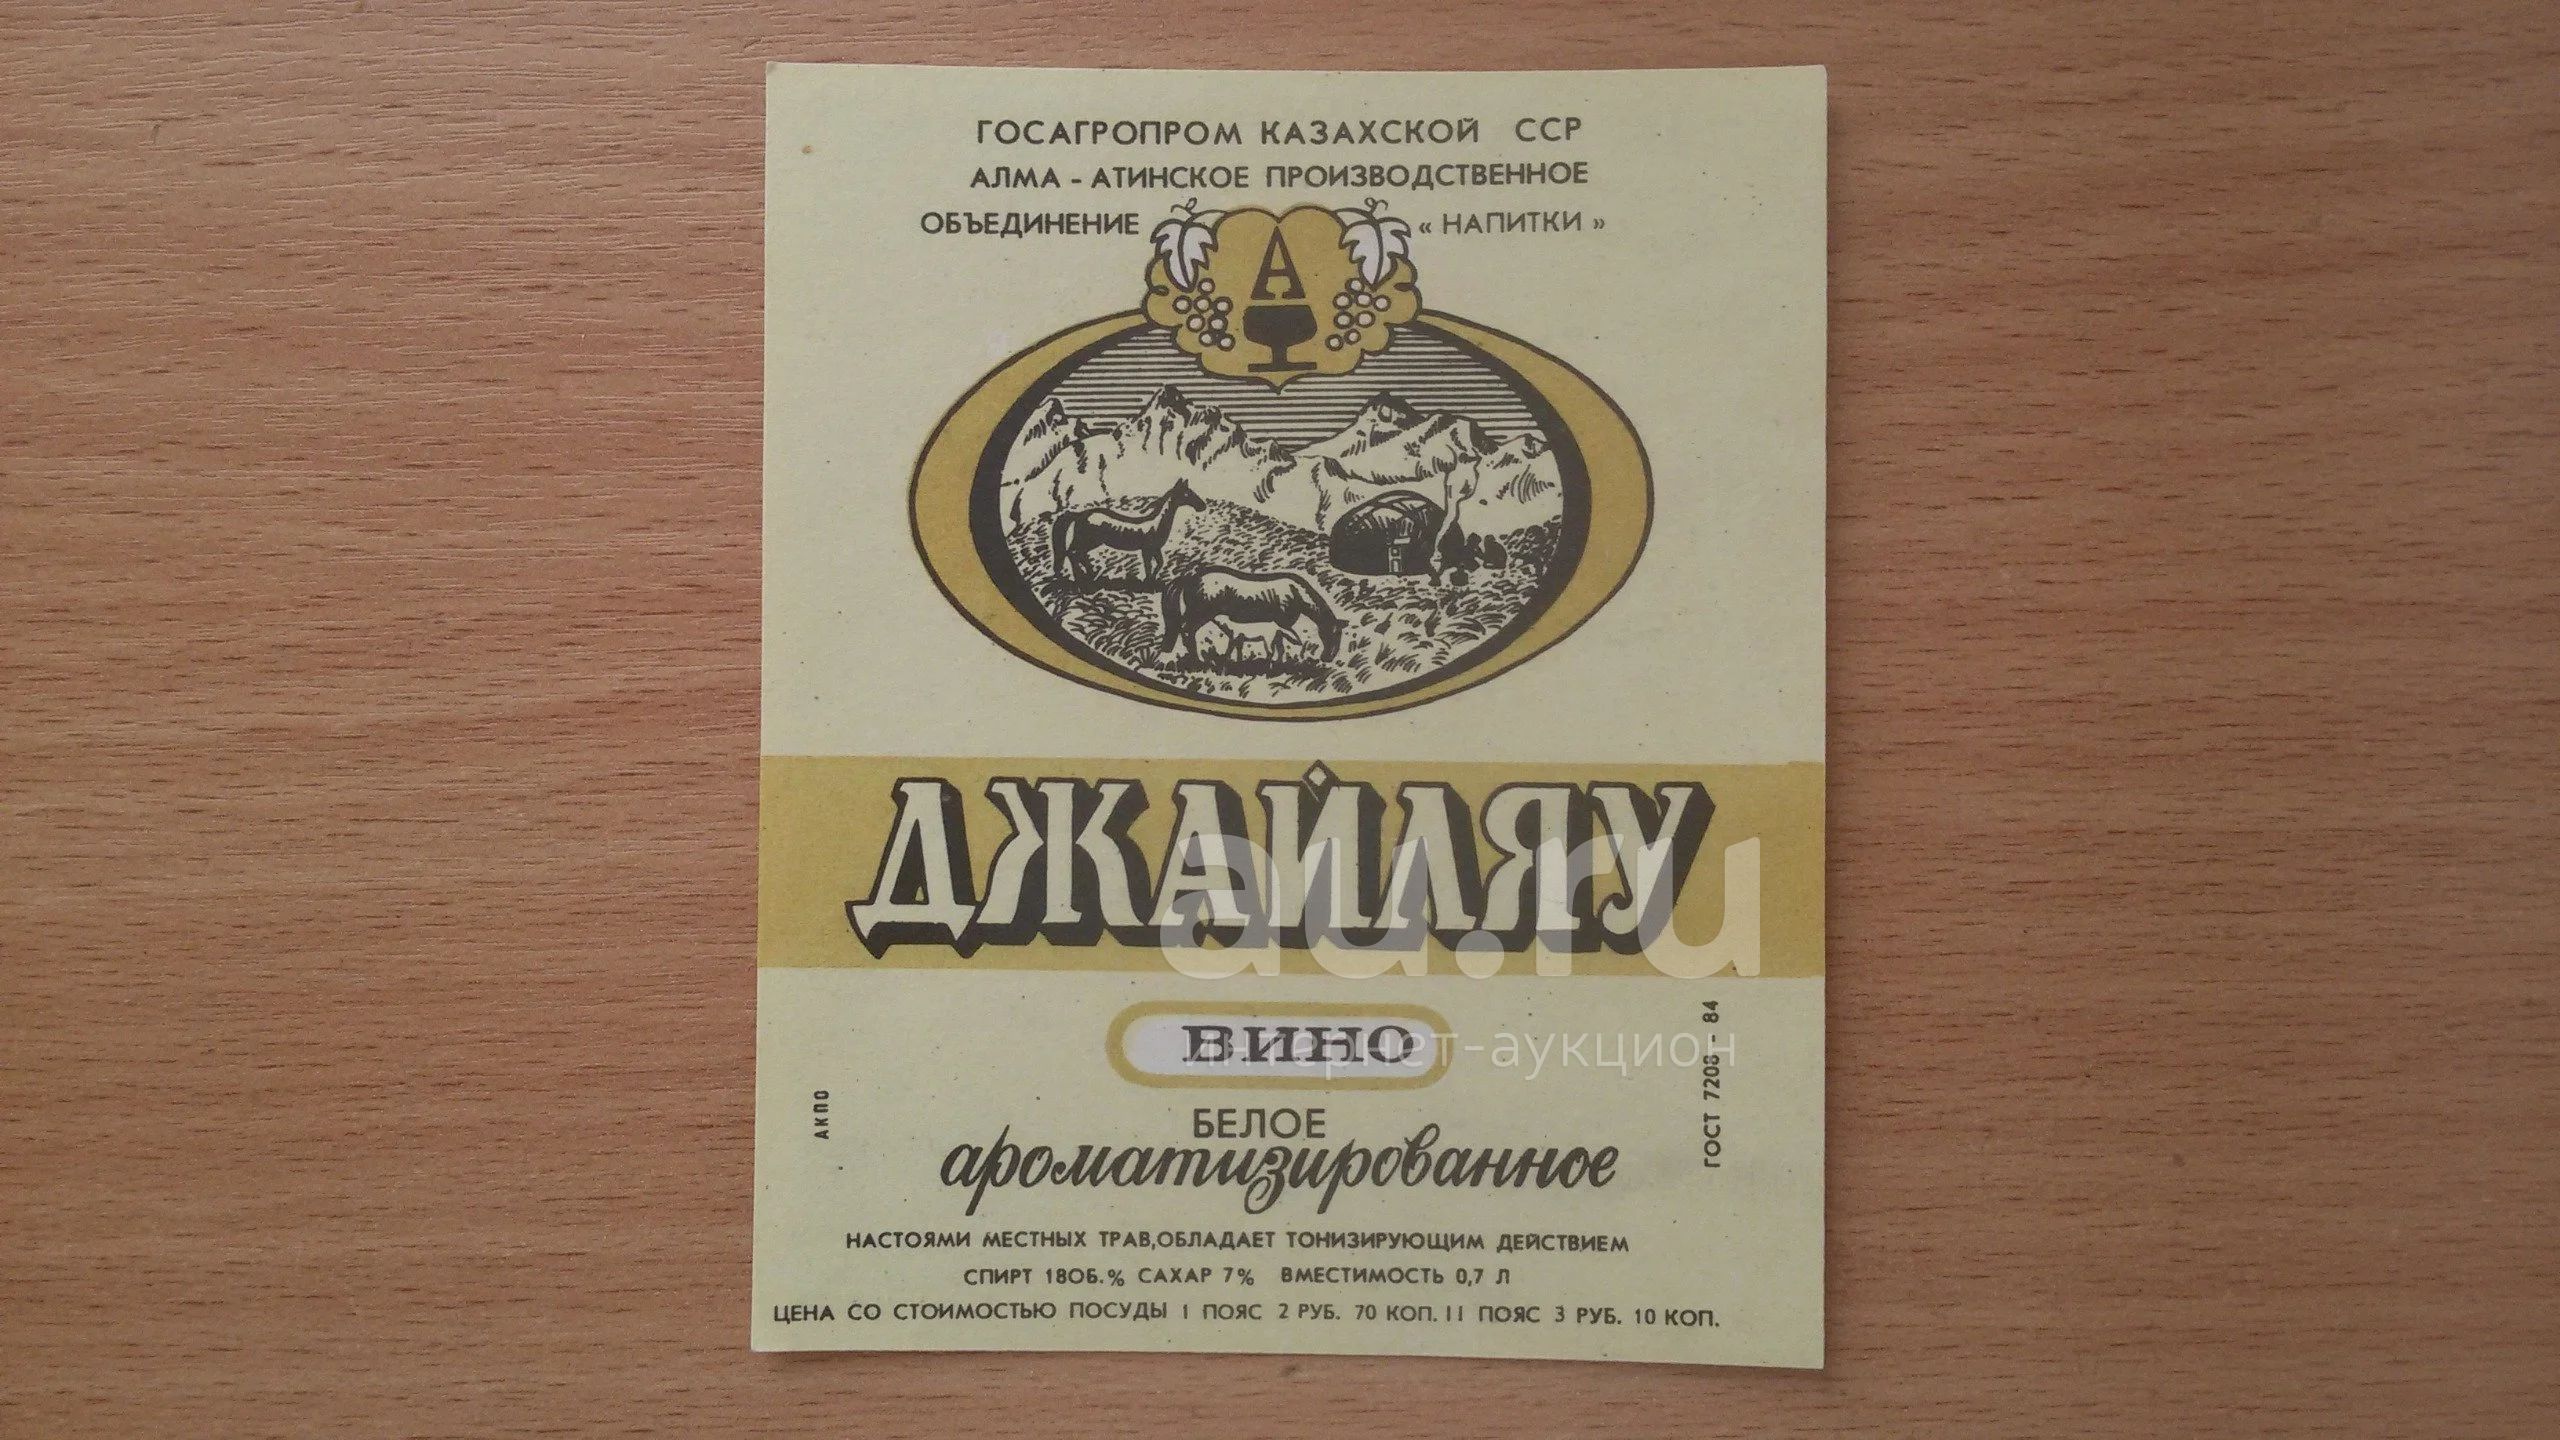 ГОСАГРОПРОМ КАЗАХСКОЙ ССР
АЛМА - АТИНСКОЕ ПРОИЗВОДСТВЕННОЕ
ОБЪЕДИНЕНИЕ « НАПИТКИ »
А
ДЖАЙЛЯУ
au.ru
ВИНО
интернет-аукцион
БЕЛОЕ
ароматизированное
АКПО
ГОСТ 7208 - 84
НАСТОЯМИ МЕСТНЫХ ТРАВ,ОБЛАДАЕТ ТОНИЗИРУЮЩИМ ДЕЙСТВИЕМ
СПИРТ 18ОБ.% САХАР 7% ВМЕСТИМОСТЬ 0,7 Л
ЦЕНА СО СТОИМОСТЬЮ ПОСУДЫ I ПОЯС 2 РУБ. 70 КОП. II ПОЯС 3 РУБ. 10 КОП.